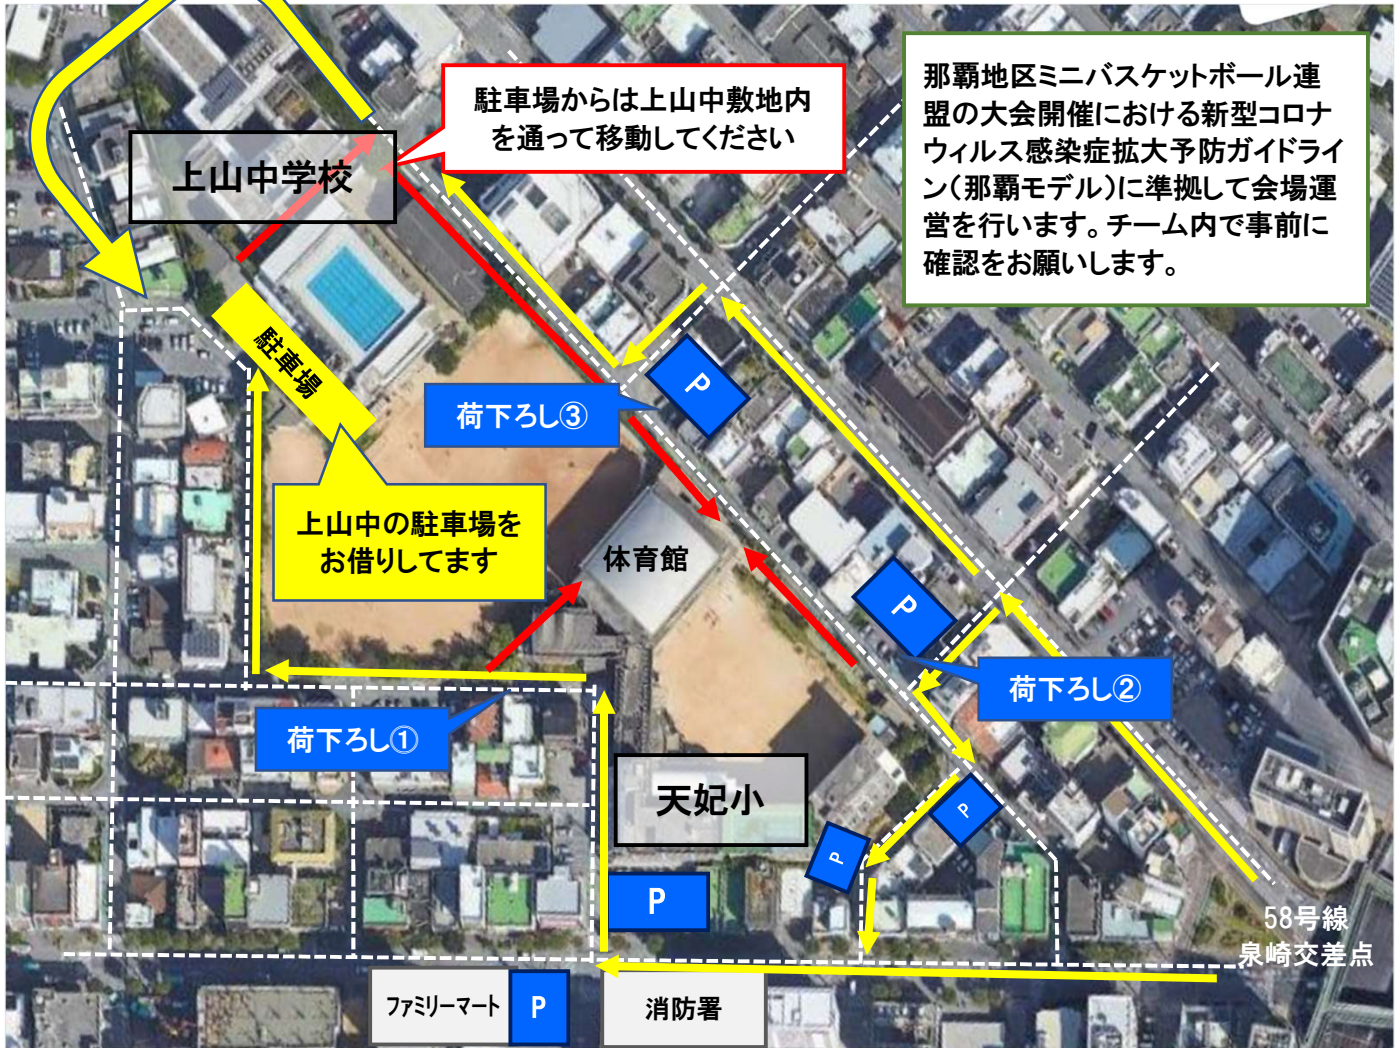 駐車場からは上山中敷地内
を通って移動してください
那覇地区ミニバスケットボール連
盟の大会開催における新型コロナ
ウィルス感染症拡大予防ガイドライ
ン(那覇モデル)に準拠して会場運
営を行います。チーム内で事前に
確認をお願いします。
上山中学校
駐車場
P
荷下ろし③
上山中の駐車場を
お借りしてます
体育館
P
荷下ろし②
荷下ろし①
天妃小
P
P
P
58号線
泉崎交差点
ファミリーマート
P
消防署